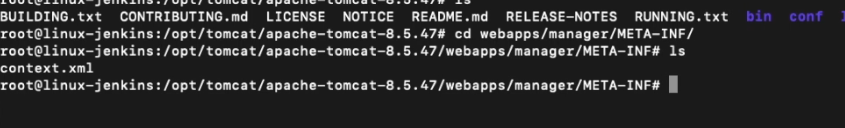 root@linux-jenkins:/opt/tomcat/apache-tomcat-8.5.47# ls
BUILDING.txt  CONTRIBUTING.md  LICENSE  NOTICE  README.md  RELEASE-NOTES  RUNNING.txt  bin  conf
root@linux-jenkins:/opt/tomcat/apache-tomcat-8.5.47# cd webapps/manager/META-INF/
root@linux-jenkins:/opt/tomcat/apache-tomcat-8.5.47/webapps/manager/META-INF# ls
context.xml
root@linux-jenkins:/opt/tomcat/apache-tomcat-8.5.47/webapps/manager/META-INF#